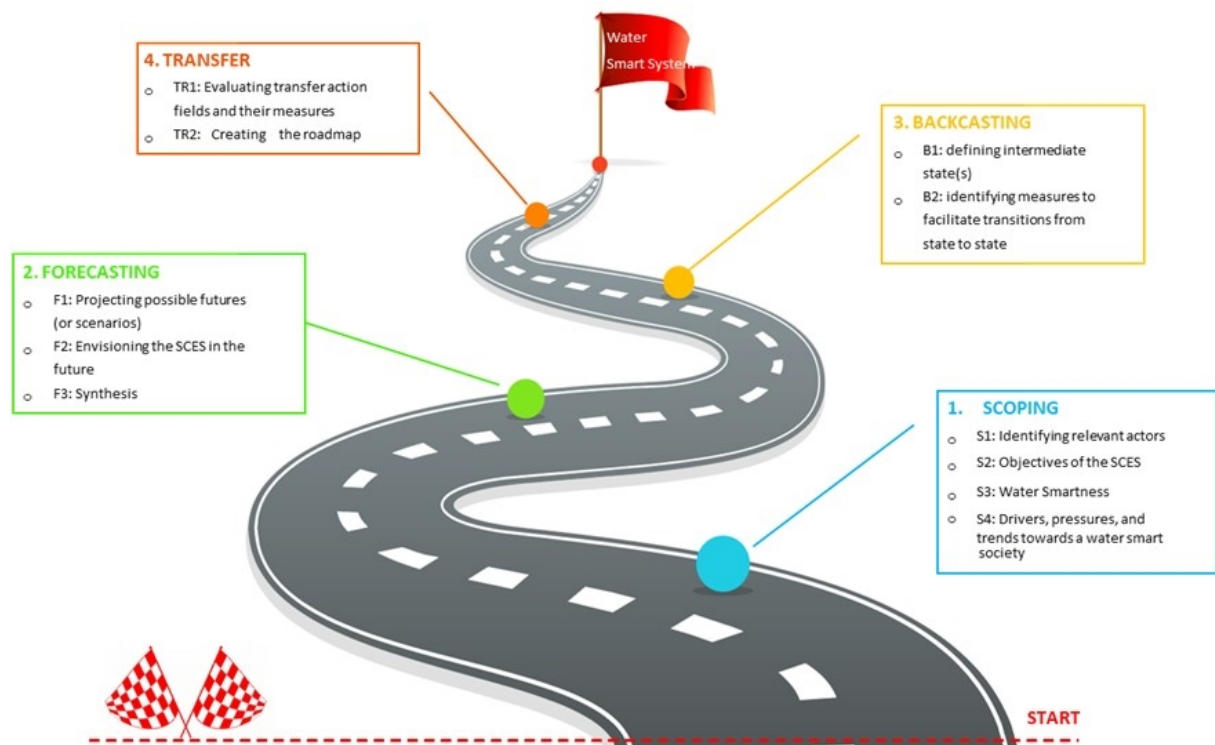 Water
Smart System
4. TRANSFER
TR1: Evaluating transfer action
fields and their measures
TR2: Creating the roadmap
3. BACKCASTING
B1: defining intermediate
state(s)
B2: identifying measures to
facilitate transitions from
state to state
2. FORECASTING
F1: Projecting possible futures
(or scenarios)
F2: Envisioning the SCES in the
future
F3: Synthesis
1. SCOPING
S1: Identifying relevant actors
S2: Objectives of the SCES
S3: Water Smartness
S4: Drivers, pressures, and
trends towards a water smart
society
START